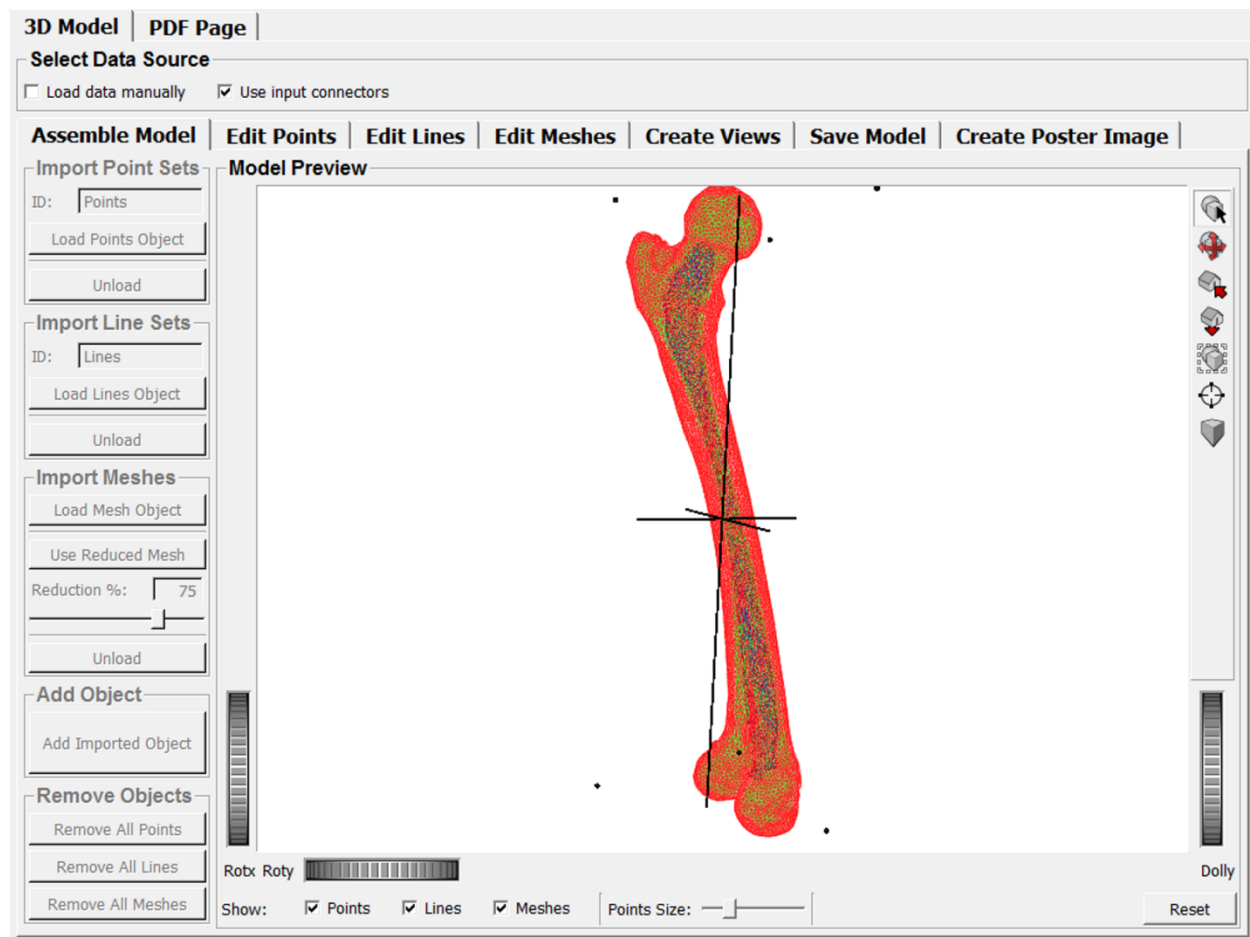 3D Model PDF Page
Select Data Source
Load data manually Use input connectors
Assemble Model Edit Points Edit Lines Edit Meshes Create Views Save Model Create Poster Image
Import Point Sets
ID: Points
Load Points Object
Unload
Import Line Sets
ID: Lines
Load Lines Object
Unload
Import Meshes
Load Mesh Object
Use Reduced Mesh
Reduction %: 75
Unload
Add Object
Add Imported Object
Remove Objects
Remove All Points
Remove All Lines
Remove All Meshes
Model Preview
Rotx Roty Dolly
Show: Points Lines Meshes Points Size: Reset